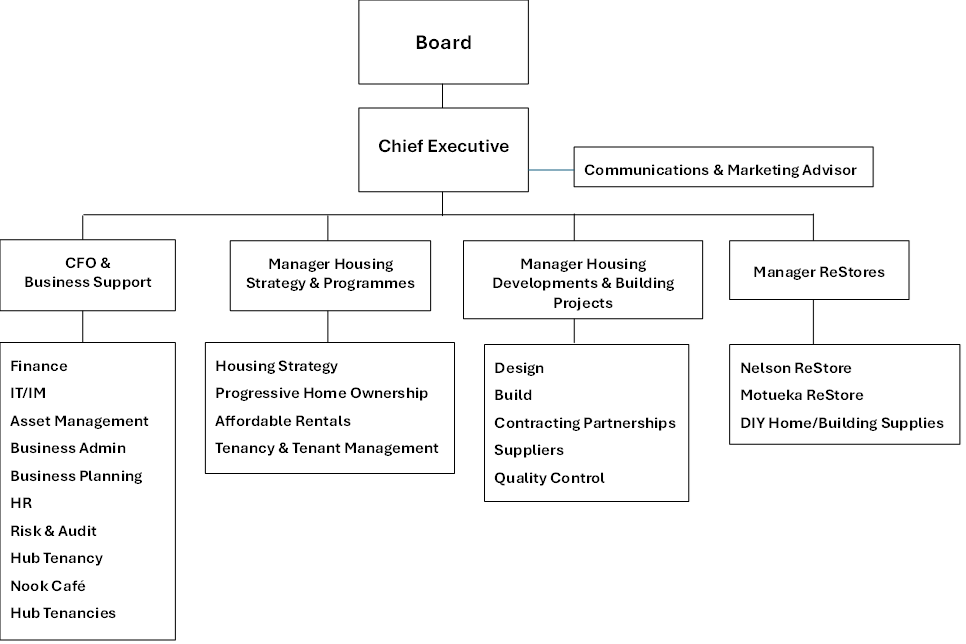 Board
Chief Executive
Communications & Marketing Advisor
CFO &
Business Support
Manager Housing
Strategy & Programmes
Manager Housing
Developments & Building
Projects
Manager ReStores
Finance
IT/IM
Asset Management
Business Admin
Business Planning
HR
Risk & Audit
Hub Tenancy
Nook Café
Hub Tenancies
Housing Strategy
Progressive Home Ownership
Affordable Rentals
Tenancy & Tenant Management
Design
Build
Contracting Partnerships
Suppliers
Quality Control
Nelson ReStore
Motueka ReStore
DIY Home/Building Supplies